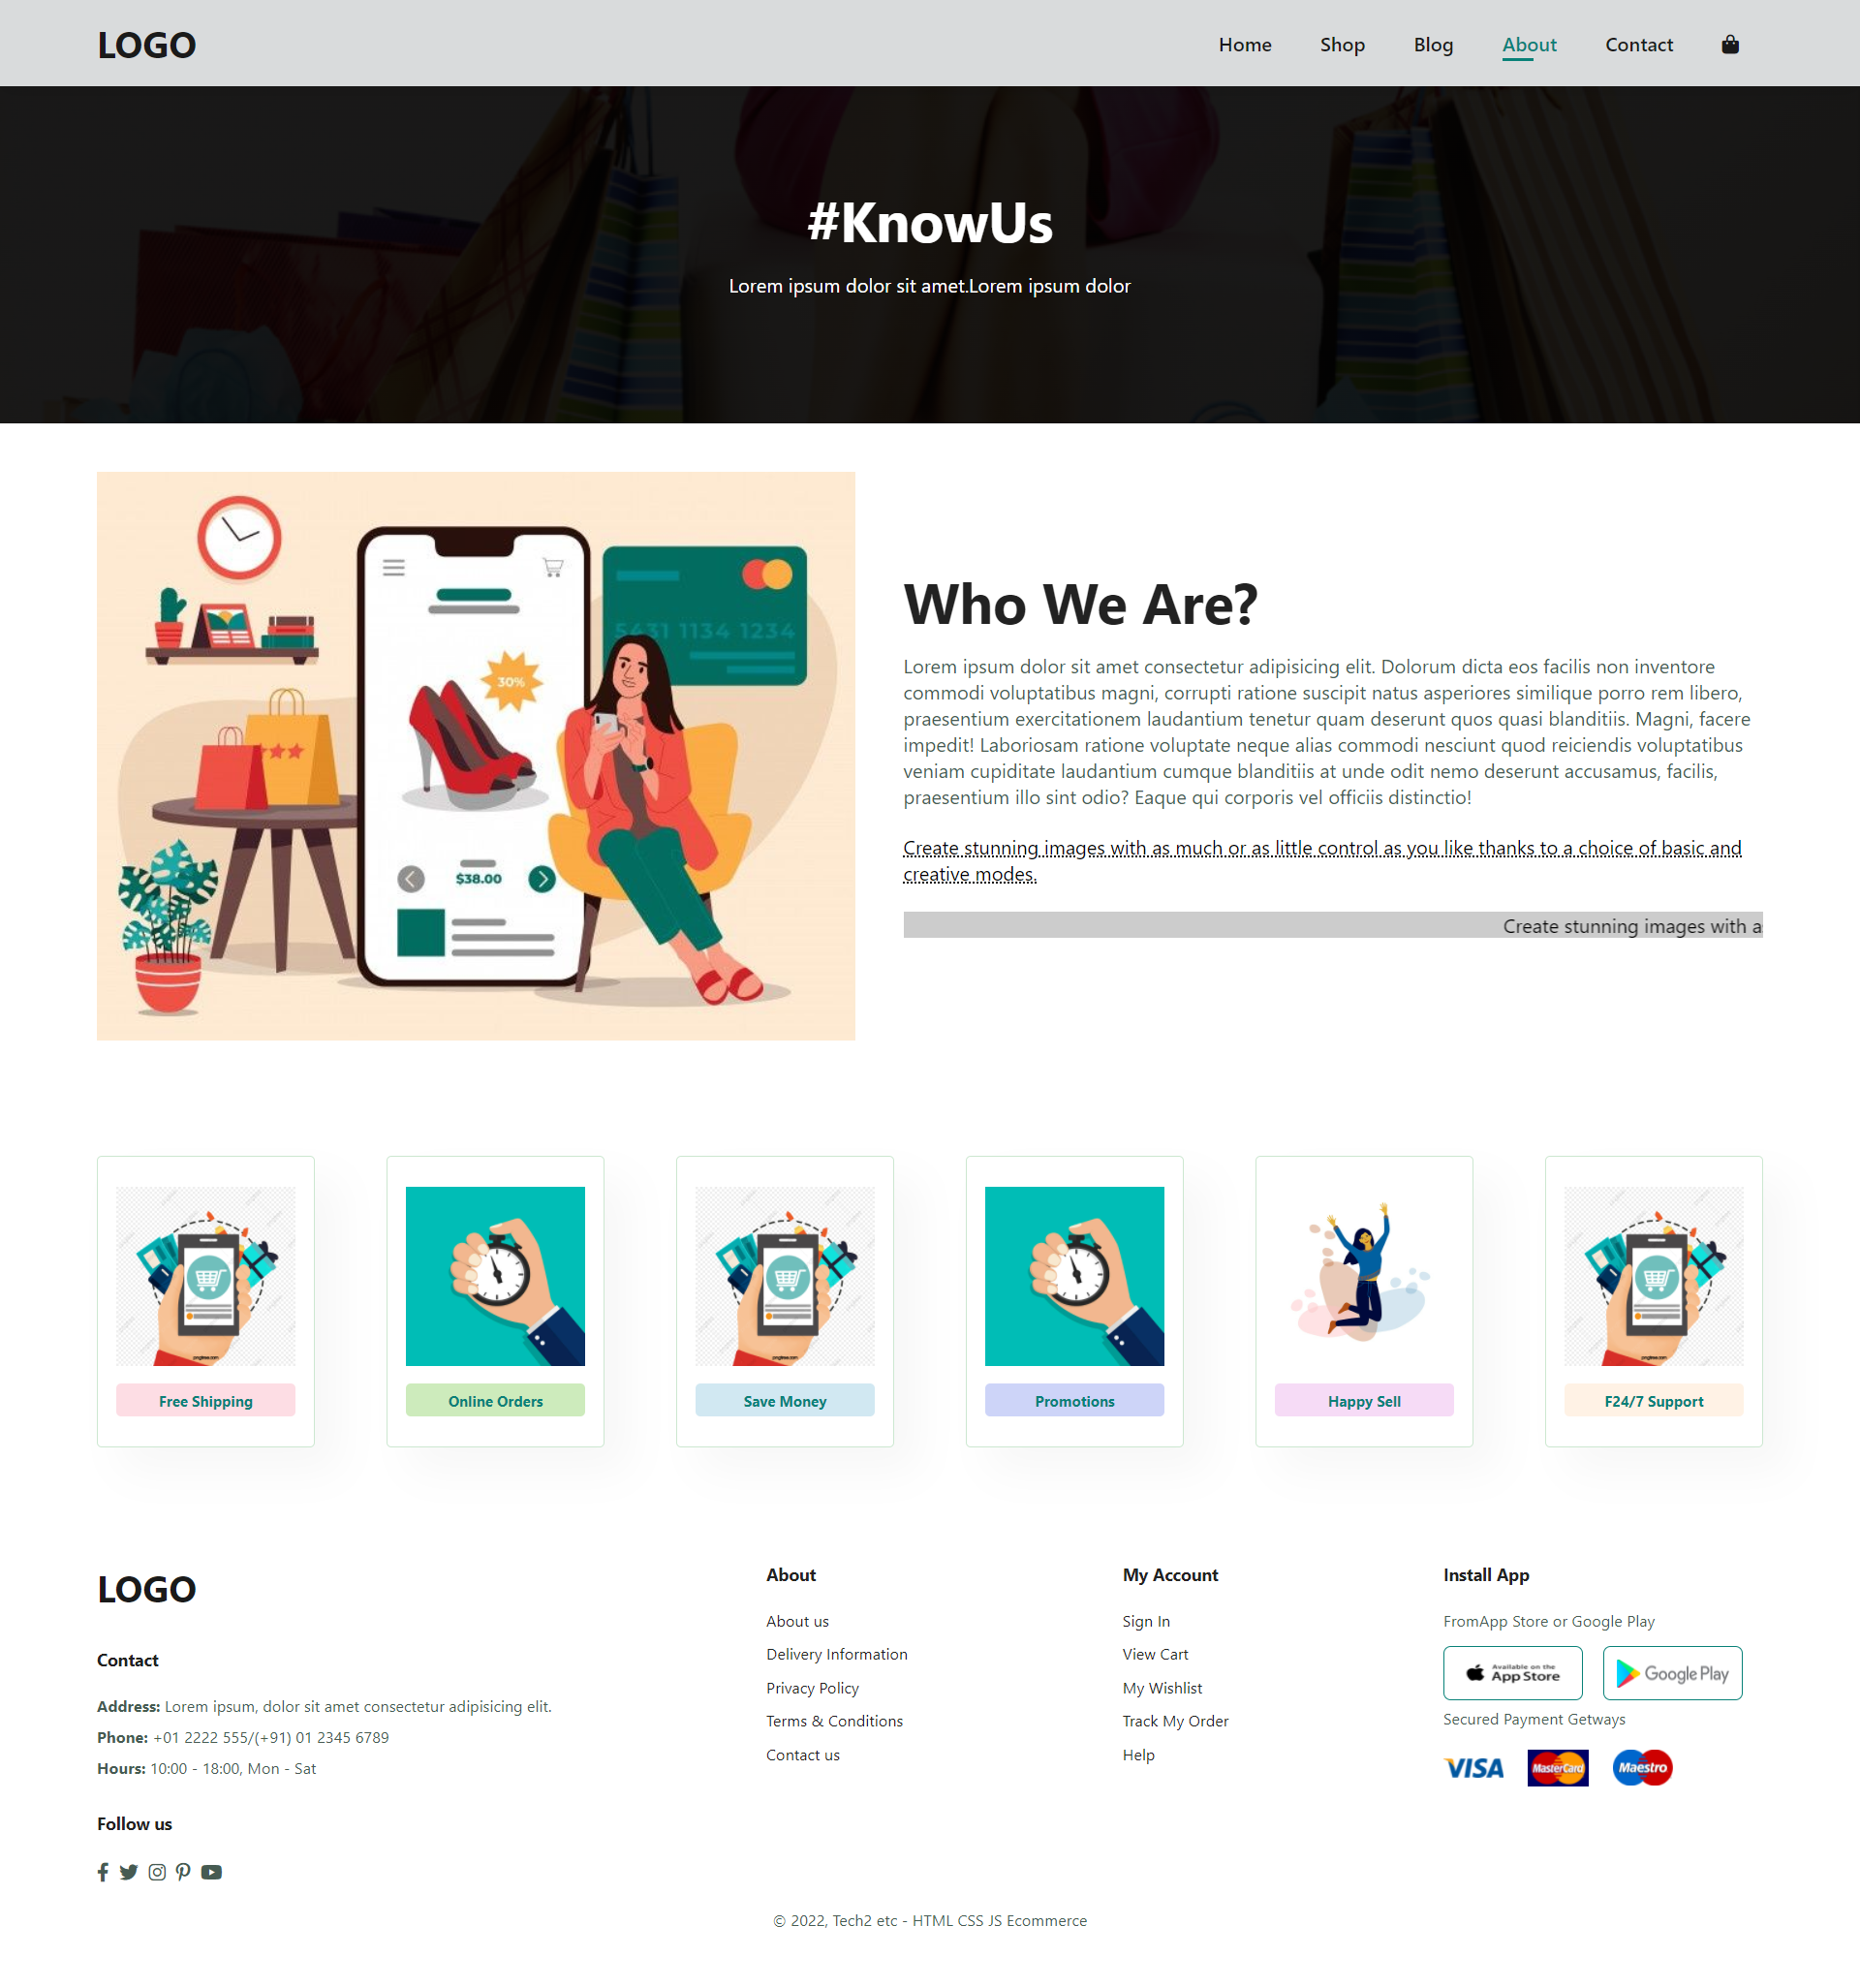 LOGO
Home Shop Blog About Contact
#KnowUs
Lorem ipsum dolor sit amet.Lorem ipsum dolor
5431 1134 1234
30%
$38.00
Who We Are?
Lorem ipsum dolor sit amet consectetur adipisicing elit. Dolorum dicta eos facilis non inventore
commodi voluptatibus magni, corrupti ratione suscipit natus asperiores similique porro rem libero,
praesentium exercitationem laudantium tenetur quam deserunt quos quasi blanditiis. Magni, facere
impedit! Laboriosam ratione voluptate neque alias commodi nesciunt quod reiciendis voluptatibus
veniam cupiditate laudantium cumque blanditiis at unde odit nemo deserunt accusamus, facilis,
praesentium illo sint odio? Eaque qui corporis vel officiis distinctio!
Create stunning images with as much or as little control as you like thanks to a choice of basic and
creative modes.
Create stunning images with a
Free Shipping
Online Orders
Save Money
Promotions
Happy Sell
F24/7 Support
LOGO
Contact
Address: Lorem ipsum, dolor sit amet consectetur adipisicing elit.
Phone: +01 2222 555/(+91) 01 2345 6789
Hours: 10:00 - 18:00, Mon - Sat
Follow us
About
About us
Delivery Information
Privacy Policy
Terms & Conditions
Contact us
My Account
Sign In
View Cart
My Wishlist
Track My Order
Help
Install App
FromApp Store or Google Play
Available on the
App Store
Google Play
Secured Payment Getways
VISA
MasterCard
Maestro
© 2022, Tech2 etc - HTML CSS JS Ecommerce